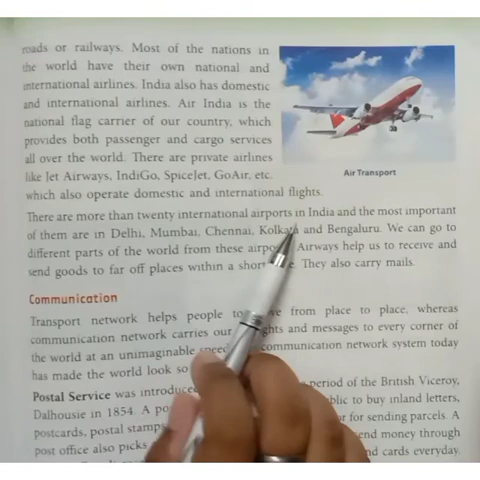 roads or railways. Most of the nations in
the world have their own national and
international airlines. India also has domestic
and international airlines. Air India is the
national flag carrier of our country, which
provides both passenger and cargo services
all over the world. There are private airlines
like Jet Airways, IndiGo, SpiceJet, GoAir, etc.
which also operate domestic and international flights.
Air Transport
There are more than twenty international airports in India and the most important
of them are in Delhi, Mumbai, Chennai, Kolkata and Bengaluru. We can go to
different parts of the world from these Airways help us to receive and
send goods to far off places within a They also carry mails.
Communication
Transport network helps people to from place to place, whereas
communication network carries our and messages to every corner of
the world at an unimaginable communication network system today
has made the world look so
Postal Service was introduced period of the British Viceroy,
Dalhousie in 1854. A to buy inland letters,
postcards, postal stamps for sending parcels. A
post office also picks money through
cards everyday.